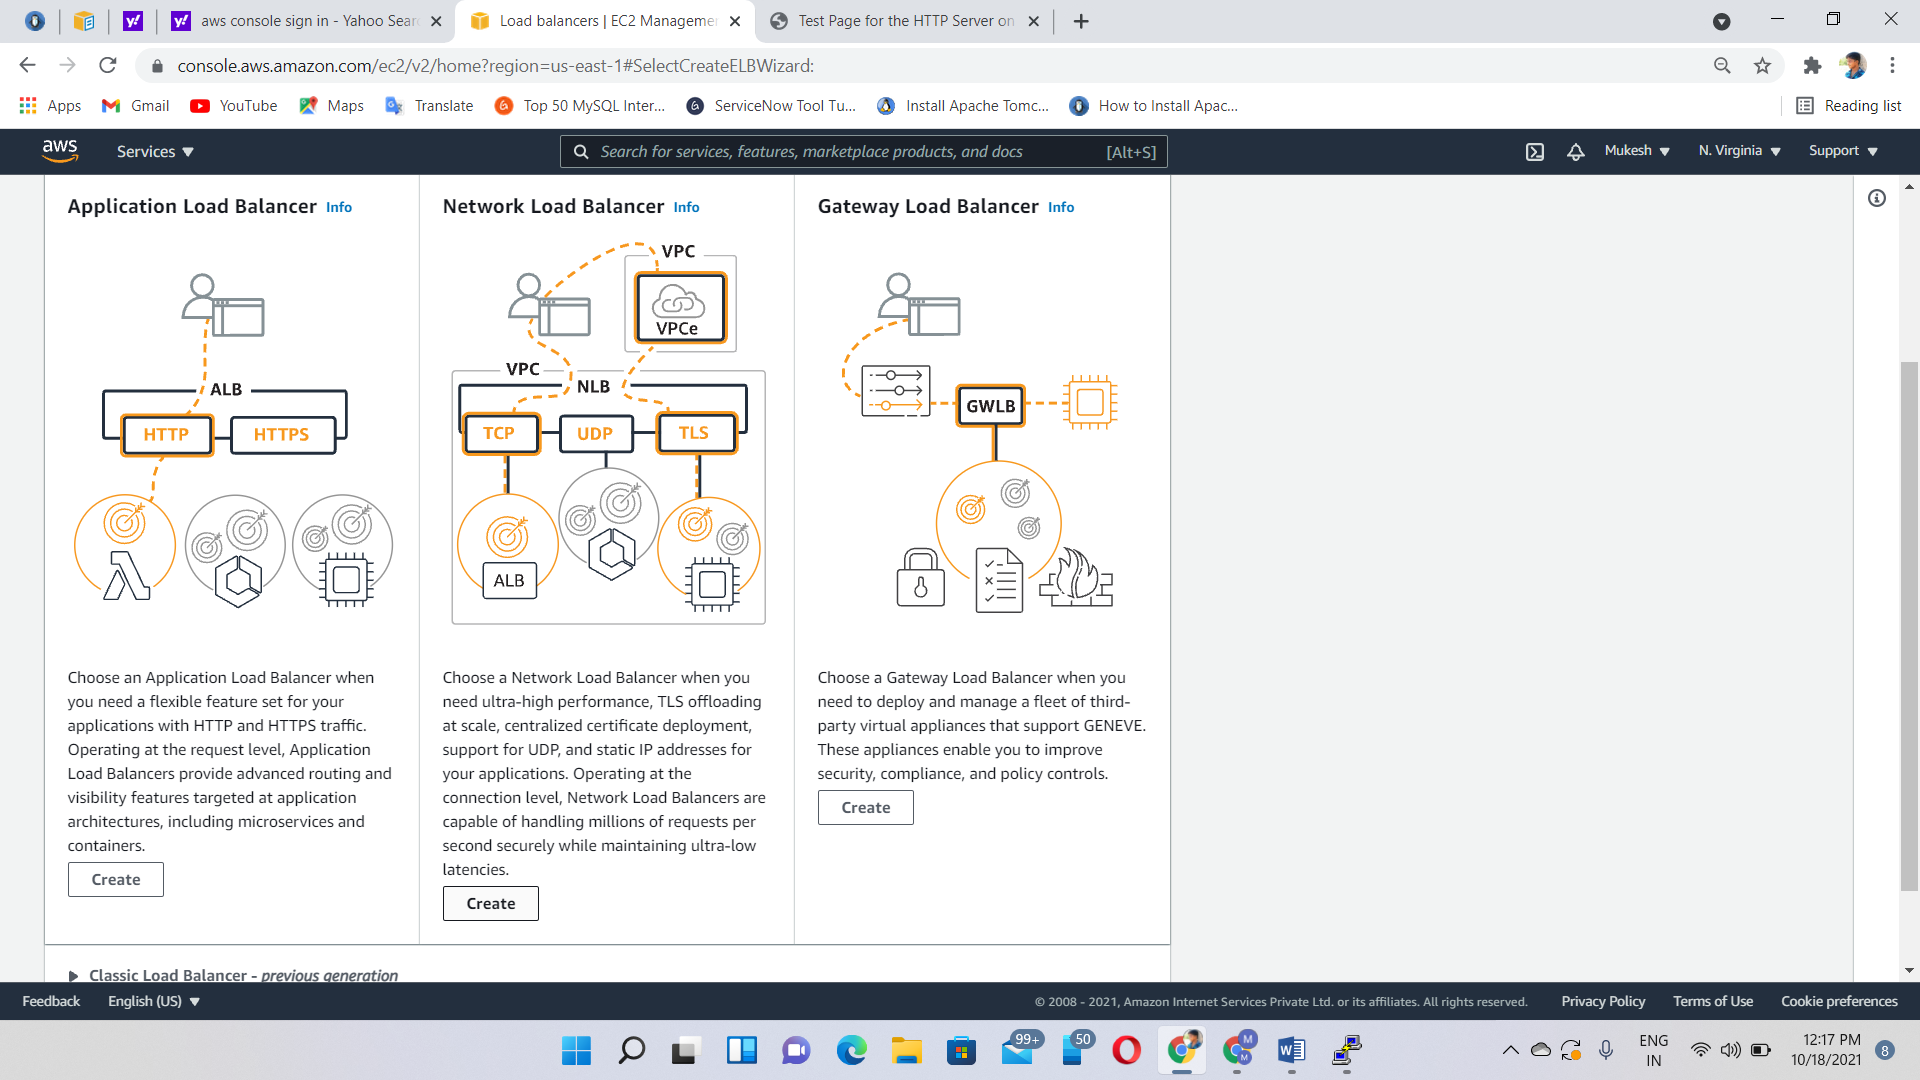 aws console sign in - Yahoo Sear
Load balancers | EC2 Manageme
Test Page for the HTTP Server on
console.aws.amazon.com/ec2/v2/home?region=us-east-1#SelectCreateELBWizard:
Apps
Gmail
YouTube
Maps
Translate
Top 50 MySQL Inter...
ServiceNow Tool Tu...
Install Apache Tomc...
How to Install Apac...
Reading list
aws
Services
Search for services, features, marketplace products, and docs
[Alt+S]
Mukesh
N. Virginia
Support
Application Load Balancer Info
ALB
HTTP
HTTPS
Choose an Application Load Balancer when
you need a flexible feature set for your
applications with HTTP and HTTPS traffic.
Operating at the request level, Application
Load Balancers provide advanced routing and
visibility features targeted at application
architectures, including microservices and
containers.
Create
Network Load Balancer Info
VPC
VPCe
VPC
NLB
TCP
UDP
TLS
ALB
Choose a Network Load Balancer when you
need ultra-high performance, TLS offloading
at scale, centralized certificate deployment,
support for UDP, and static IP addresses for
your applications. Operating at the
connection level, Network Load Balancers are
capable of handling millions of requests per
second securely while maintaining ultra-low
latencies.
Create
Gateway Load Balancer Info
GWLB
Choose a Gateway Load Balancer when you
need to deploy and manage a fleet of third-
party virtual appliances that support GENEVE.
These appliances enable you to improve
security, compliance, and policy controls.
Create
Classic Load Balancer - previous generation
Feedback
English (US)
© 2008 - 2021, Amazon Internet Services Private Ltd. or its affiliates. All rights reserved.
Privacy Policy
Terms of Use
Cookie preferences
99+
50
M
M
ENG
IN
12:17 PM
10/18/2021
8